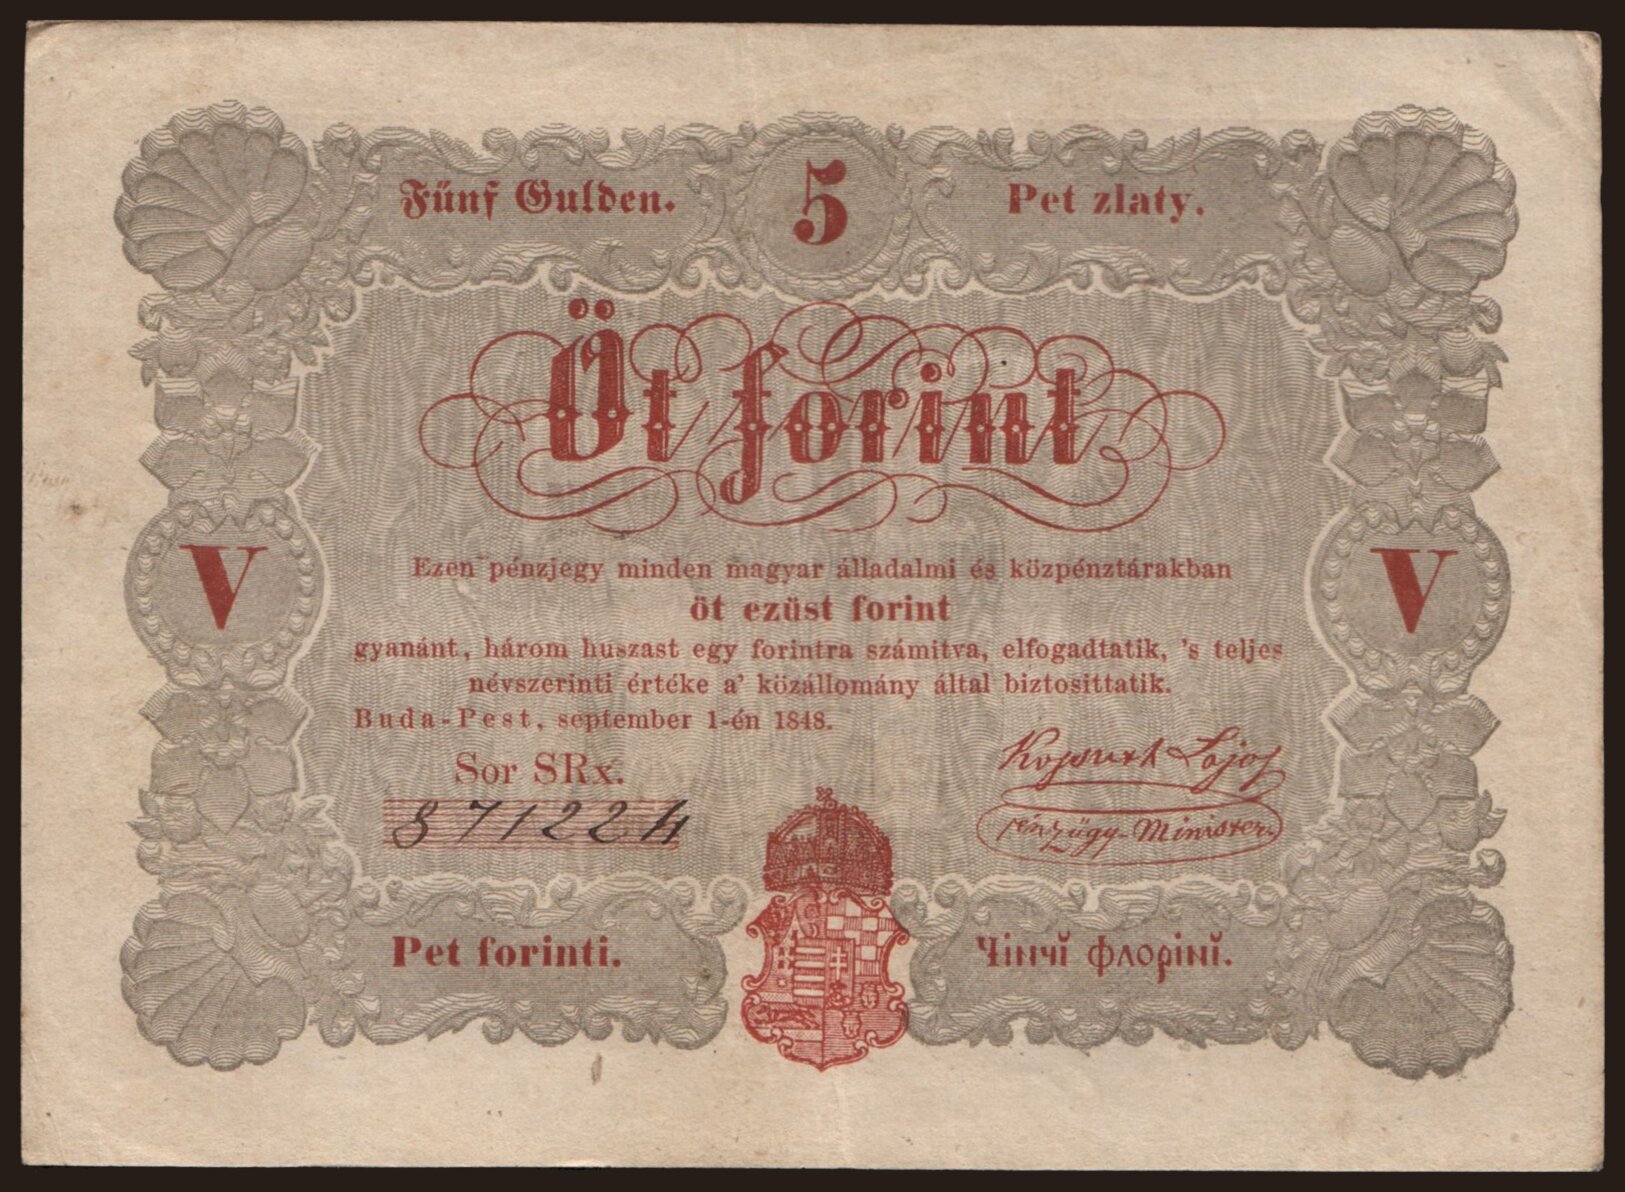 Fünf Gulden.
5
Pet zlaty.
Öt forint
Ezen pénzjegy minden magyar álladalmi és közpénztárakban
öt ezüst forint
V
V
gyanánt, három huszast egy forintra számitva, elfogadtatik, 's teljes
névszerinti értéke a' közállomány által biztosittatik.
Buda-Pest, september 1-én 1848.
Sor SRx.
871224
Kossuth Lajos
pénzügy-Minister
Pet forinti.
Чінчĭ флорінĭ.